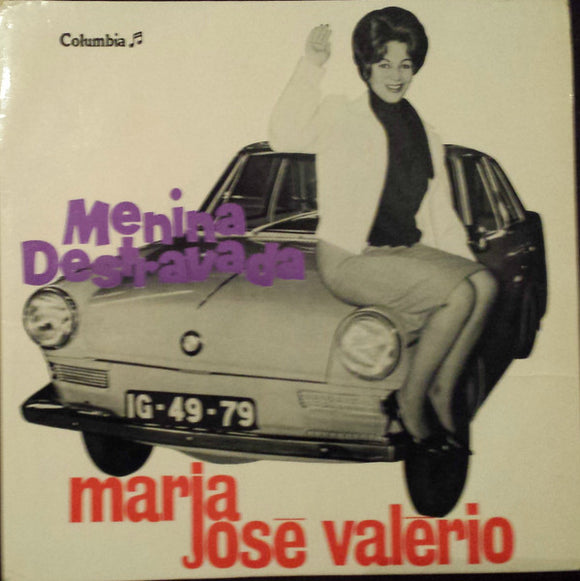 Columbia
Menina
Destravada
IG-49-79
maria
josé valério